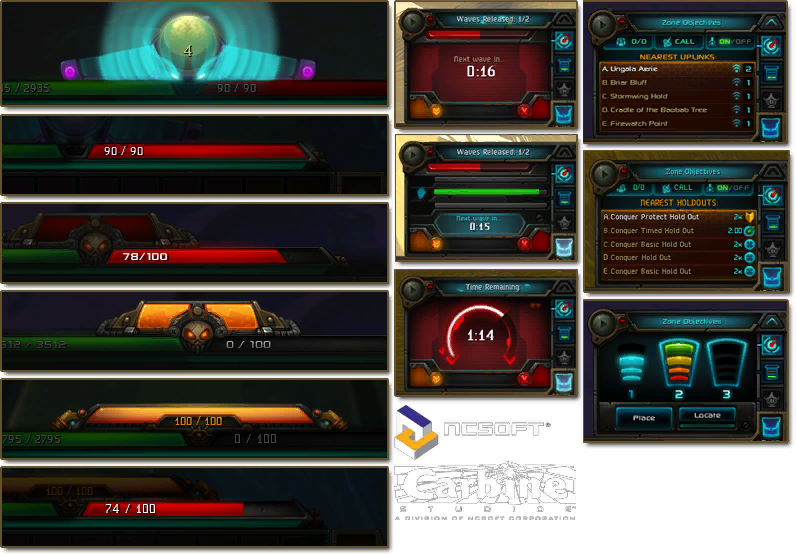 4
90 / 90
90 / 90
78/100
3512 / 3512
0 / 100
100 / 100
2795 / 2795
0 / 100
100 / 100
74 / 100
Waves Released: 1/2
Next wave in...
0:16
Waves Released: 1/2
Next wave in...
0:15
Time Remaining
1:14
NCSOFT®
Carbine
STUDIOS
A DIVISION OF NCSOFT CORPORATION
Zone Objectives
0/0 CALL ON/OFF
NEAREST UPLINKS:
A. Ungala Aerie 2
B. Briar Bluff 1
C. Stormwing Hold 1
D. Cradle of the Baobab Tree 1
E. Firewatch Point 1
Zone Objectives
0/0 CALL ON/OFF
NEAREST HOLDOUTS:
A. Conquer Protect Hold Out 2x
B. Conquer Timed Hold Out 2:00
C. Conquer Basic Hold Out 2x
D. Conquer Hold Out 2x
E. Conquer Basic Hold Out 2x
Zone Objectives
1 2 3
Place Locate